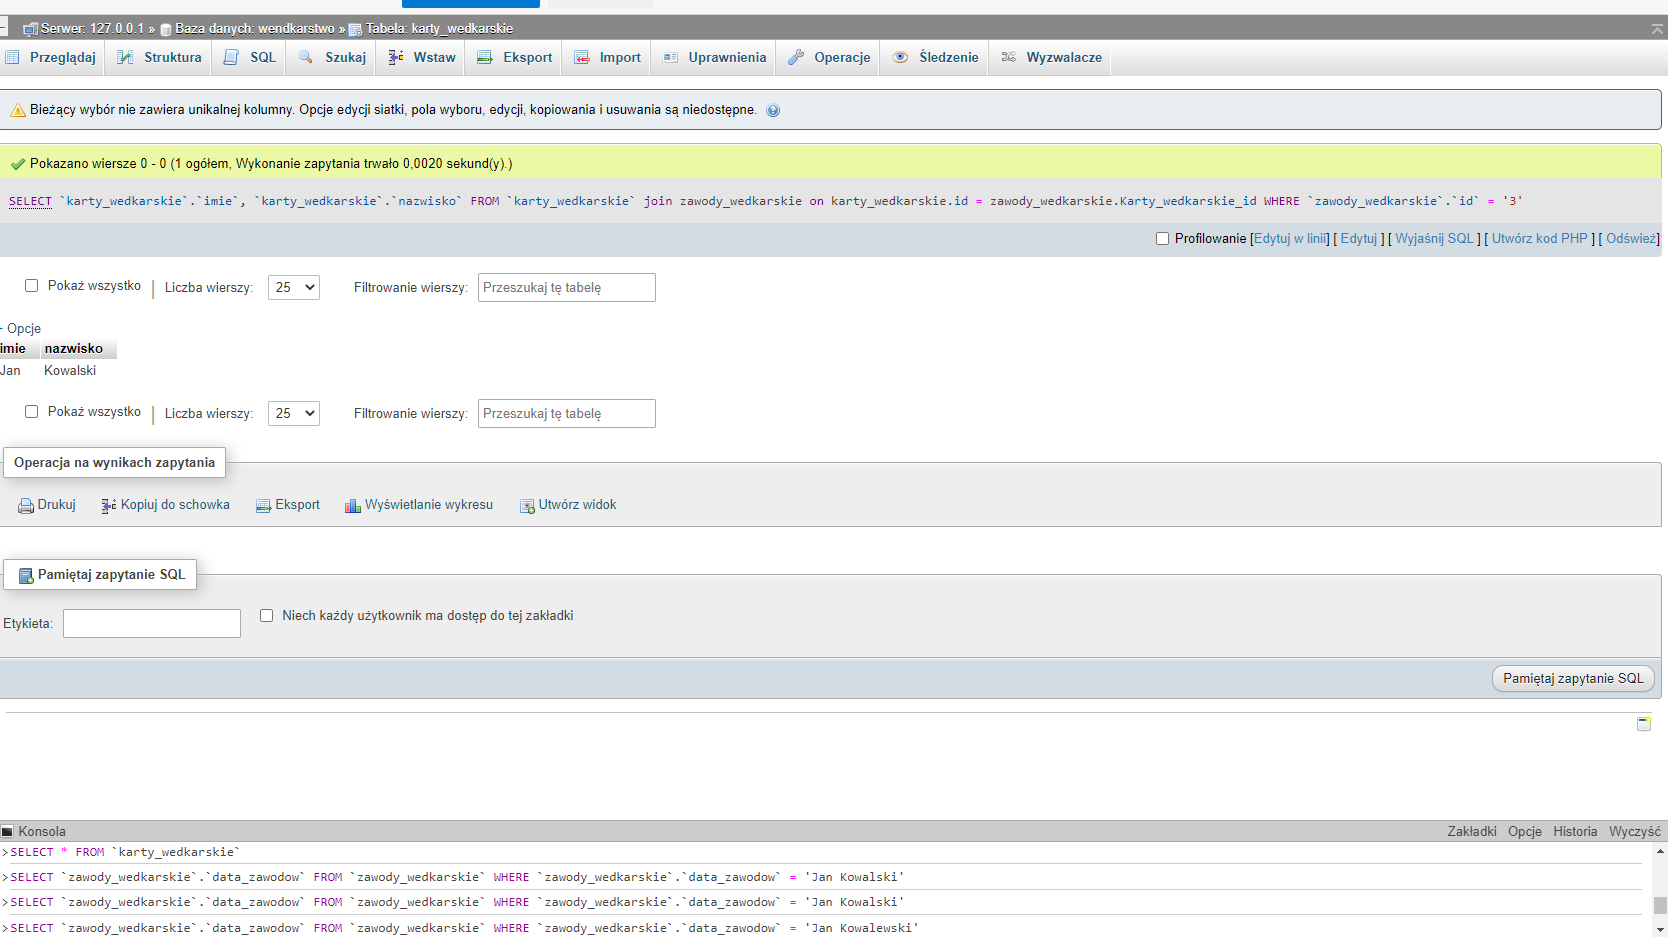 Serwer: 127.0.0.1 » Baza danych: wendkarstwo » Tabela: karty_wedkarskie
Przeglądaj Struktura SQL Szukaj Wstaw Eksport Import Uprawnienia Operacje Śledzenie Wyzwalacze
Bieżący wybór nie zawiera unikalnej kolumny. Opcje edycji siatki, pola wyboru, edycji, kopiowania i usuwania są niedostępne.
Pokazano wiersze 0 - 0 (1 ogółem, Wykonanie zapytania trwało 0,0020 sekund(y).)
SELECT `karty_wedkarskie`.`imie`, `karty_wedkarskie`.`nazwisko` FROM `karty_wedkarskie` join zawody_wedkarskie on karty_wedkarskie.id = zawody_wedkarskie.Karty_wedkarskie_id WHERE `zawody_wedkarskie`.`id` = '3'
Profilowanie [Edytuj w linii] [ Edytuj ] [ Wyjaśnij SQL ] [ Utwórz kod PHP ] [ Odśwież]
Pokaż wszystko | Liczba wierszy: 25 Filtrowanie wierszy: Przeszukaj tę tabelę
+ Opcje
imie nazwisko
Jan Kowalski
Pokaż wszystko | Liczba wierszy: 25 Filtrowanie wierszy: Przeszukaj tę tabelę
Operacja na wynikach zapytania
Drukuj Kopiuj do schowka Eksport Wyświetlanie wykresu Utwórz widok
Pamiętaj zapytanie SQL
Etykieta: Niech każdy użytkownik ma dostęp do tej zakładki
Pamiętaj zapytanie SQL
Konsola Zakładki Opcje Historia Wyczyść
>SELECT * FROM `karty_wedkarskie`
>SELECT `zawody_wedkarskie`.`data_zawodow` FROM `zawody_wedkarskie` WHERE `zawody_wedkarskie`.`data_zawodow` = 'Jan Kowalski'
>SELECT `zawody_wedkarskie`.`data_zawodow` FROM `zawody_wedkarskie` WHERE `zawody_wedkarskie`.`data_zawodow` = 'Jan Kowalski'
>SELECT `zawody_wedkarskie`.`data_zawodow` FROM `zawody_wedkarskie` WHERE `zawody_wedkarskie`.`data_zawodow` = 'Jan Kowalewski'